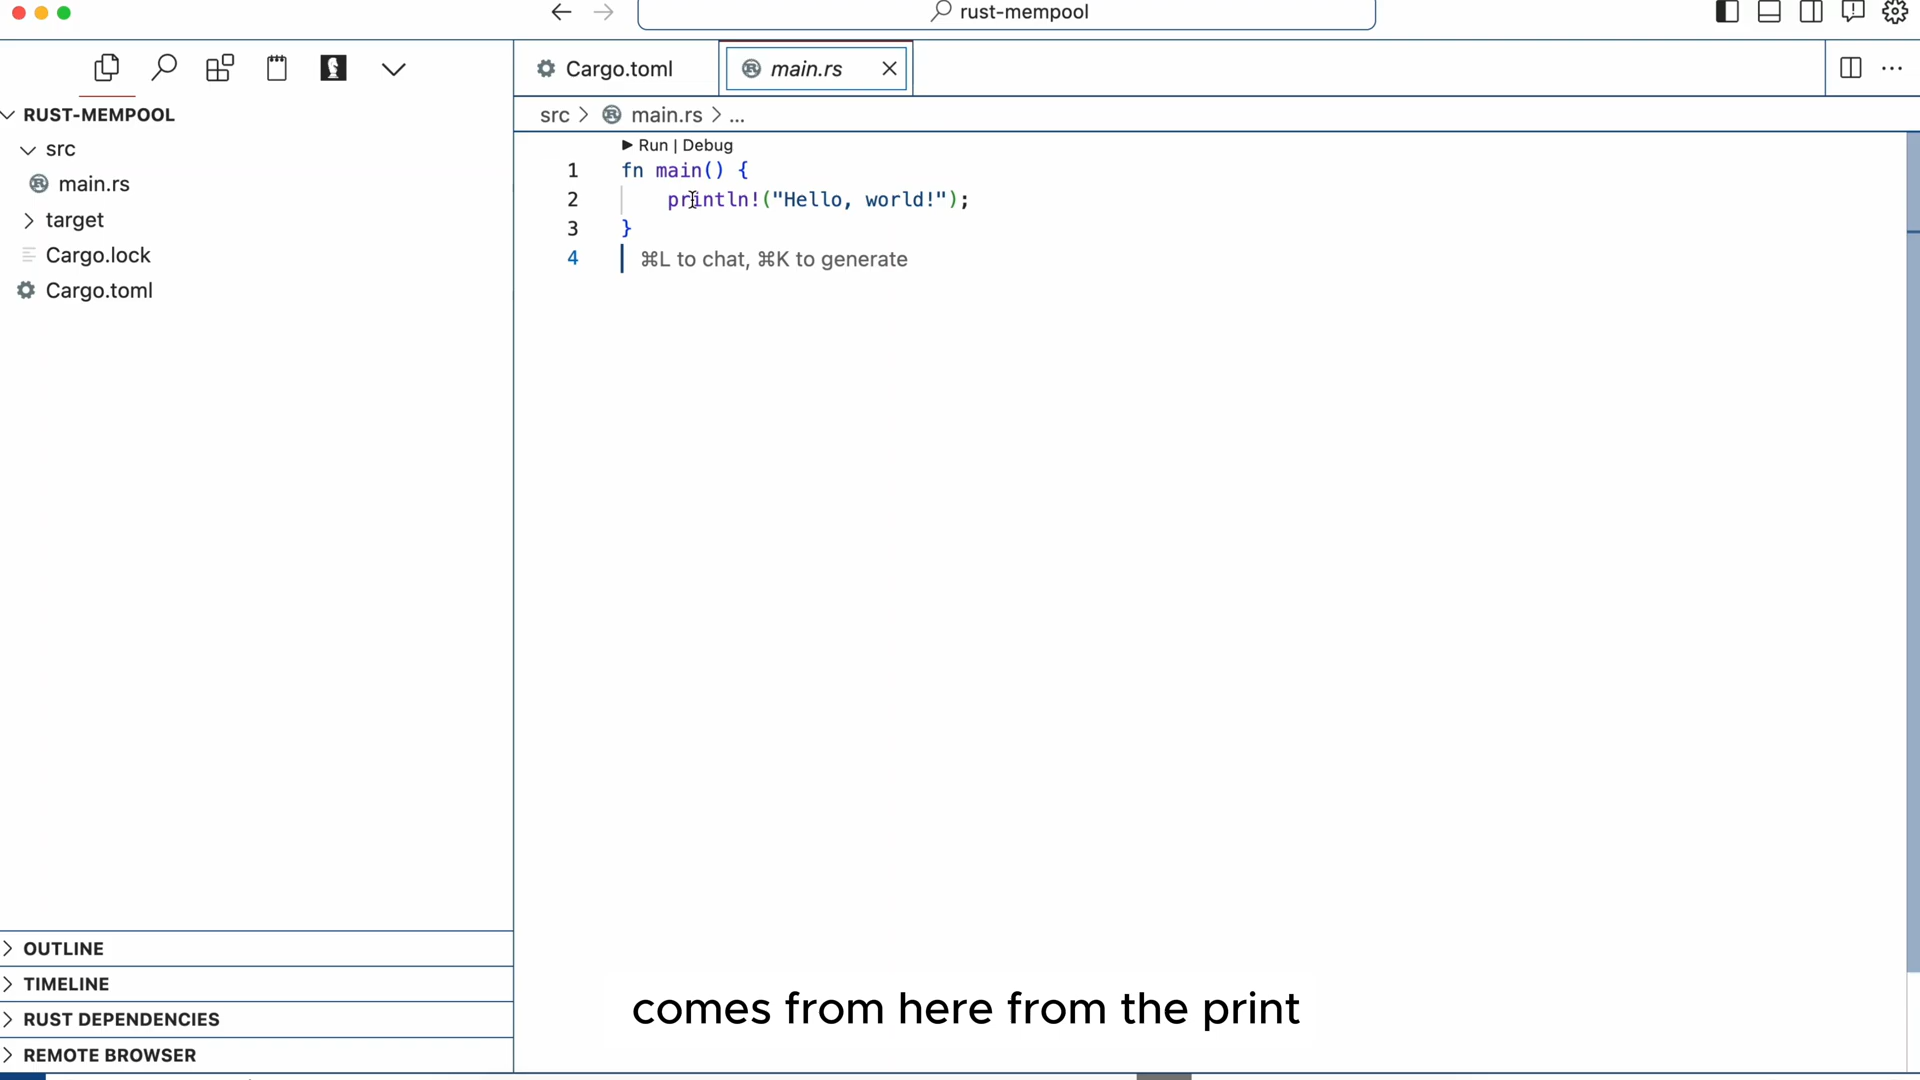 rust-mempool
Cargo.toml
main.rs
RUST-MEMPOOL
src
main.rs
target
Cargo.lock
Cargo.toml
src > main.rs > ...
Run | Debug
1 fn main() {
2 println!("Hello, world!");
3 }
4 ⌘L to chat, ⌘K to generate
OUTLINE
TIMELINE
RUST DEPENDENCIES
REMOTE BROWSER
comes from here from the print